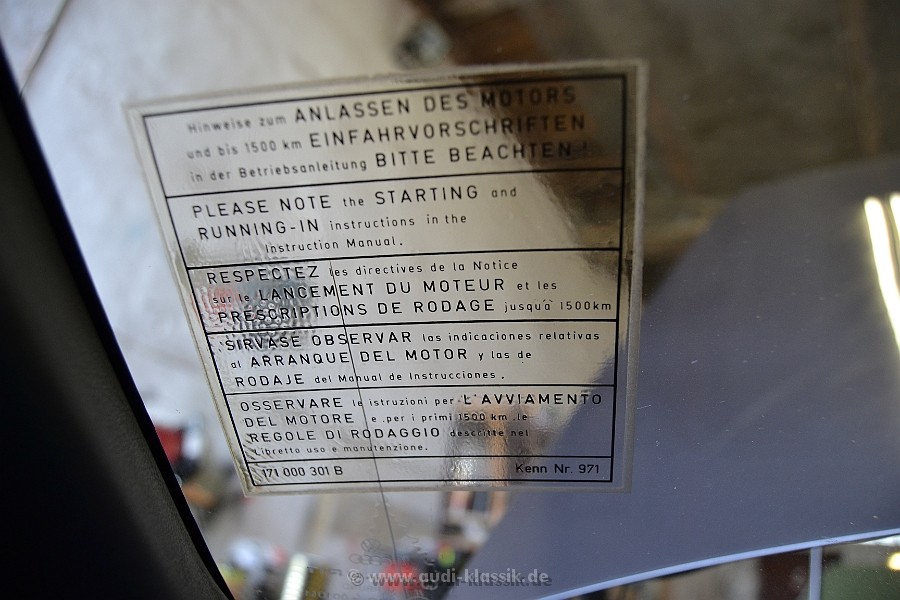 Hinweise zum ANLASSEN DES MOTORS
und bis 1500 km EINFAHRVORSCHRIFTEN
in der Betriebsanleitung BITTE BEACHTEN !
PLEASE NOTE the STARTING and
RUNNING-IN instructions in the
Instruction Manual.
RESPECTEZ les directives de la Notice
sur le LANCEMENT DU MOTEUR et les
PRESCRIPTIONS DE RODAGE jusquà 1500km
SIRVASE OBSERVAR las indicaciones relativas
al ARRANQUE DEL MOTOR y las de
RODAJE del Manual de Instrucciones.
OSSERVARE le istruzioni per L'AVVIAMENTO
DEL MOTORE e per i primi 1500 km le
REGOLE DI RODAGGIO descritte nel
Libretto uso e manutenzione.
171 000 301 B Kenn Nr. 971
© www.audi-klassik.de